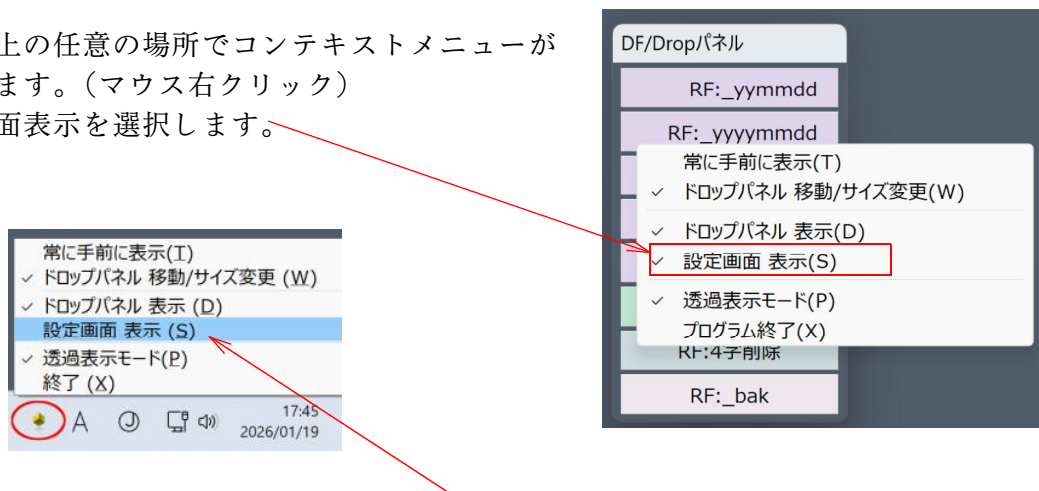 上の任意の場所でコンテキストメニューが
ます。（マウス右クリック）
面表示を選択します。
DF/Dropパネル
RF:_yymmdd
RF:_yyyymmdd
常に手前に表示(T)
✓ ドロップパネル 移動/サイズ変更(W)
✓ ドロップパネル 表示(D)
✓ 設定画面 表示(S)
✓ 透過表示モード(P)
プログラム終了(X)
RF:4字削除
RF:_bak
常に手前に表示(T)
✓ ドロップパネル 移動/サイズ変更 (W)
✓ ドロップパネル 表示 (D)
設定画面 表示 (S)
✓ 透過表示モード(P)
終了 (X)
A
17:45
2026/01/19